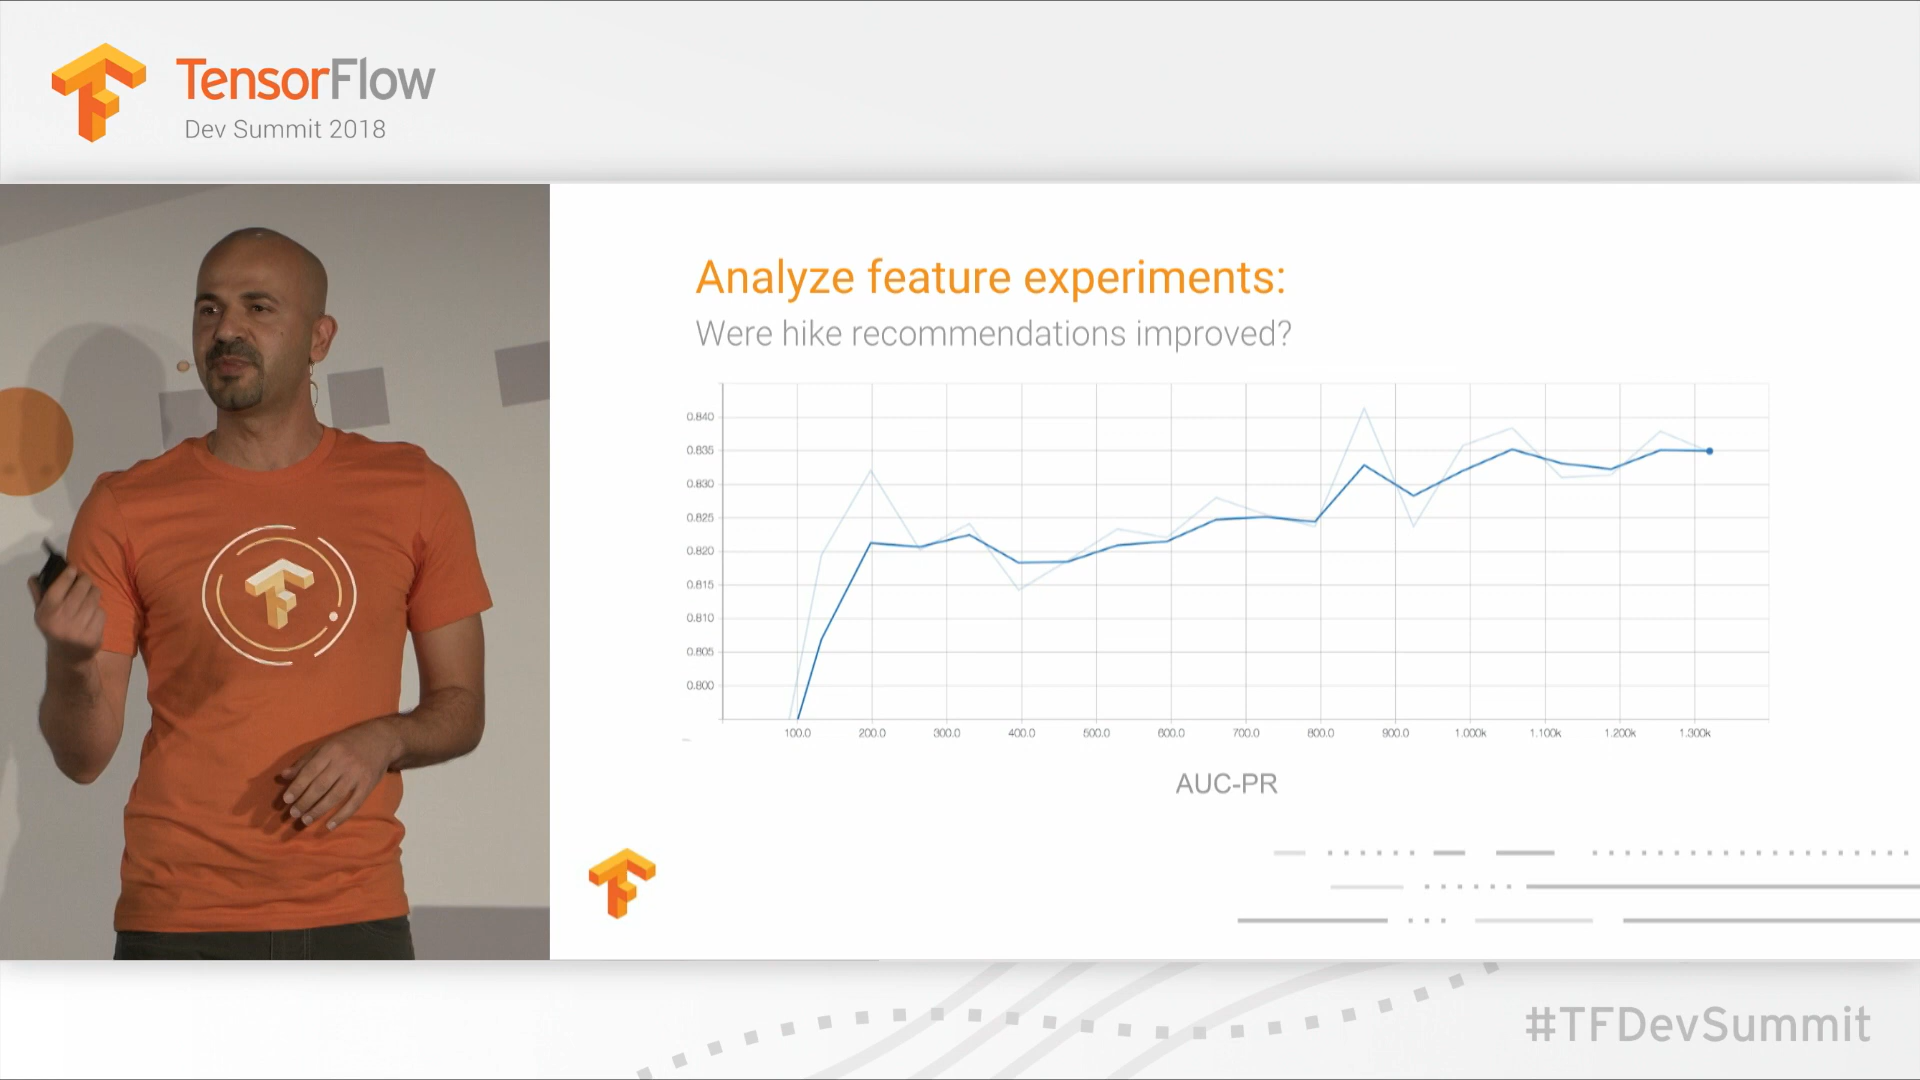 TensorFlow
Dev Summit 2018
Analyze feature experiments:
Were hike recommendations improved?
0.840
0.835
0.830
0.825
0.820
0.815
0.810
0.805
0.800
100.0 200.0 300.0 400.0 500.0 600.0 700.0 800.0 900.0 1.000k 1.100k 1.200k 1.300k
AUC-PR
#TFDevSummit